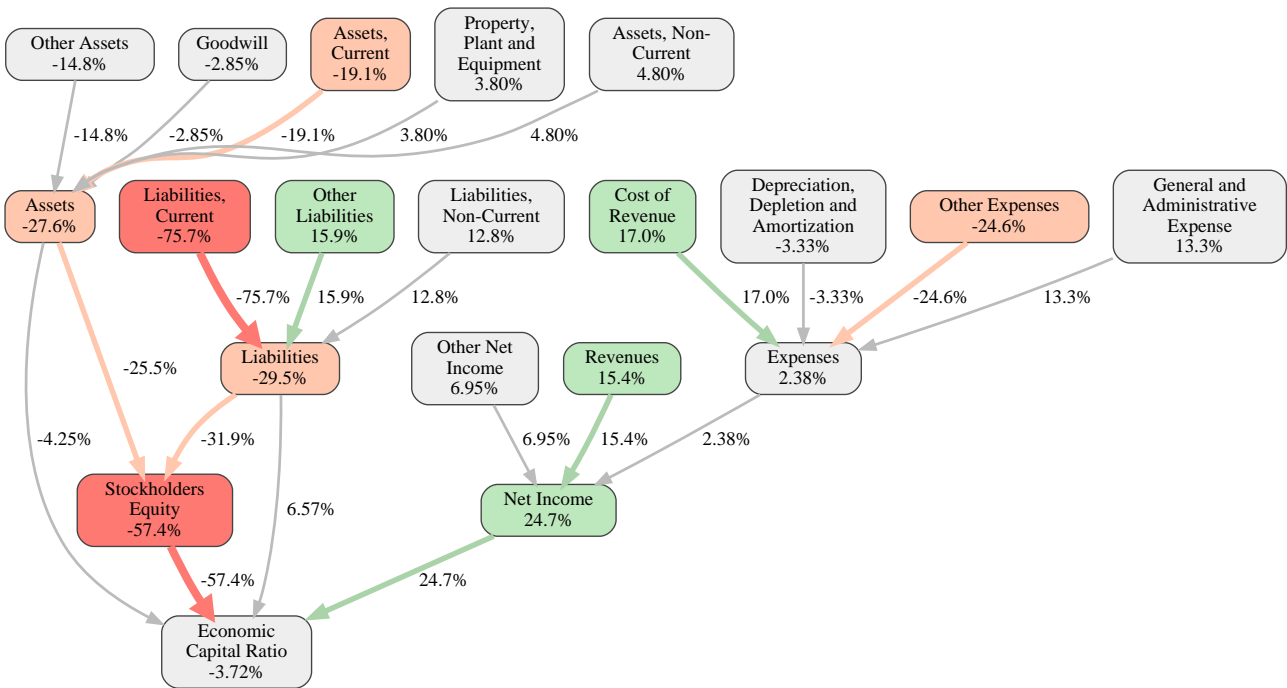 Other Assets
-14.8%
Goodwill
-2.85%
Assets,
Current
-19.1%
Property,
Plant and
Equipment
3.80%
Assets, Non-
Current
4.80%
-14.8%
-2.85%
-19.1%
3.80%
4.80%
Assets
-27.6%
Liabilities,
Current
-75.7%
Other
Liabilities
15.9%
Liabilities,
Non-Current
12.8%
Cost of
Revenue
17.0%
Depreciation,
Depletion and
Amortization
-3.33%
Other Expenses
-24.6%
General and
Administrative
Expense
13.3%
-75.7%
15.9%
12.8%
17.0%
-3.33%
-24.6%
13.3%
Liabilities
-29.5%
Other Net
Income
6.95%
Revenues
15.4%
Expenses
2.38%
-25.5%
-4.25%
-31.9%
6.95%
15.4%
2.38%
Stockholders
Equity
-57.4%
6.57%
Net Income
24.7%
-57.4%
24.7%
Economic
Capital Ratio
-3.72%